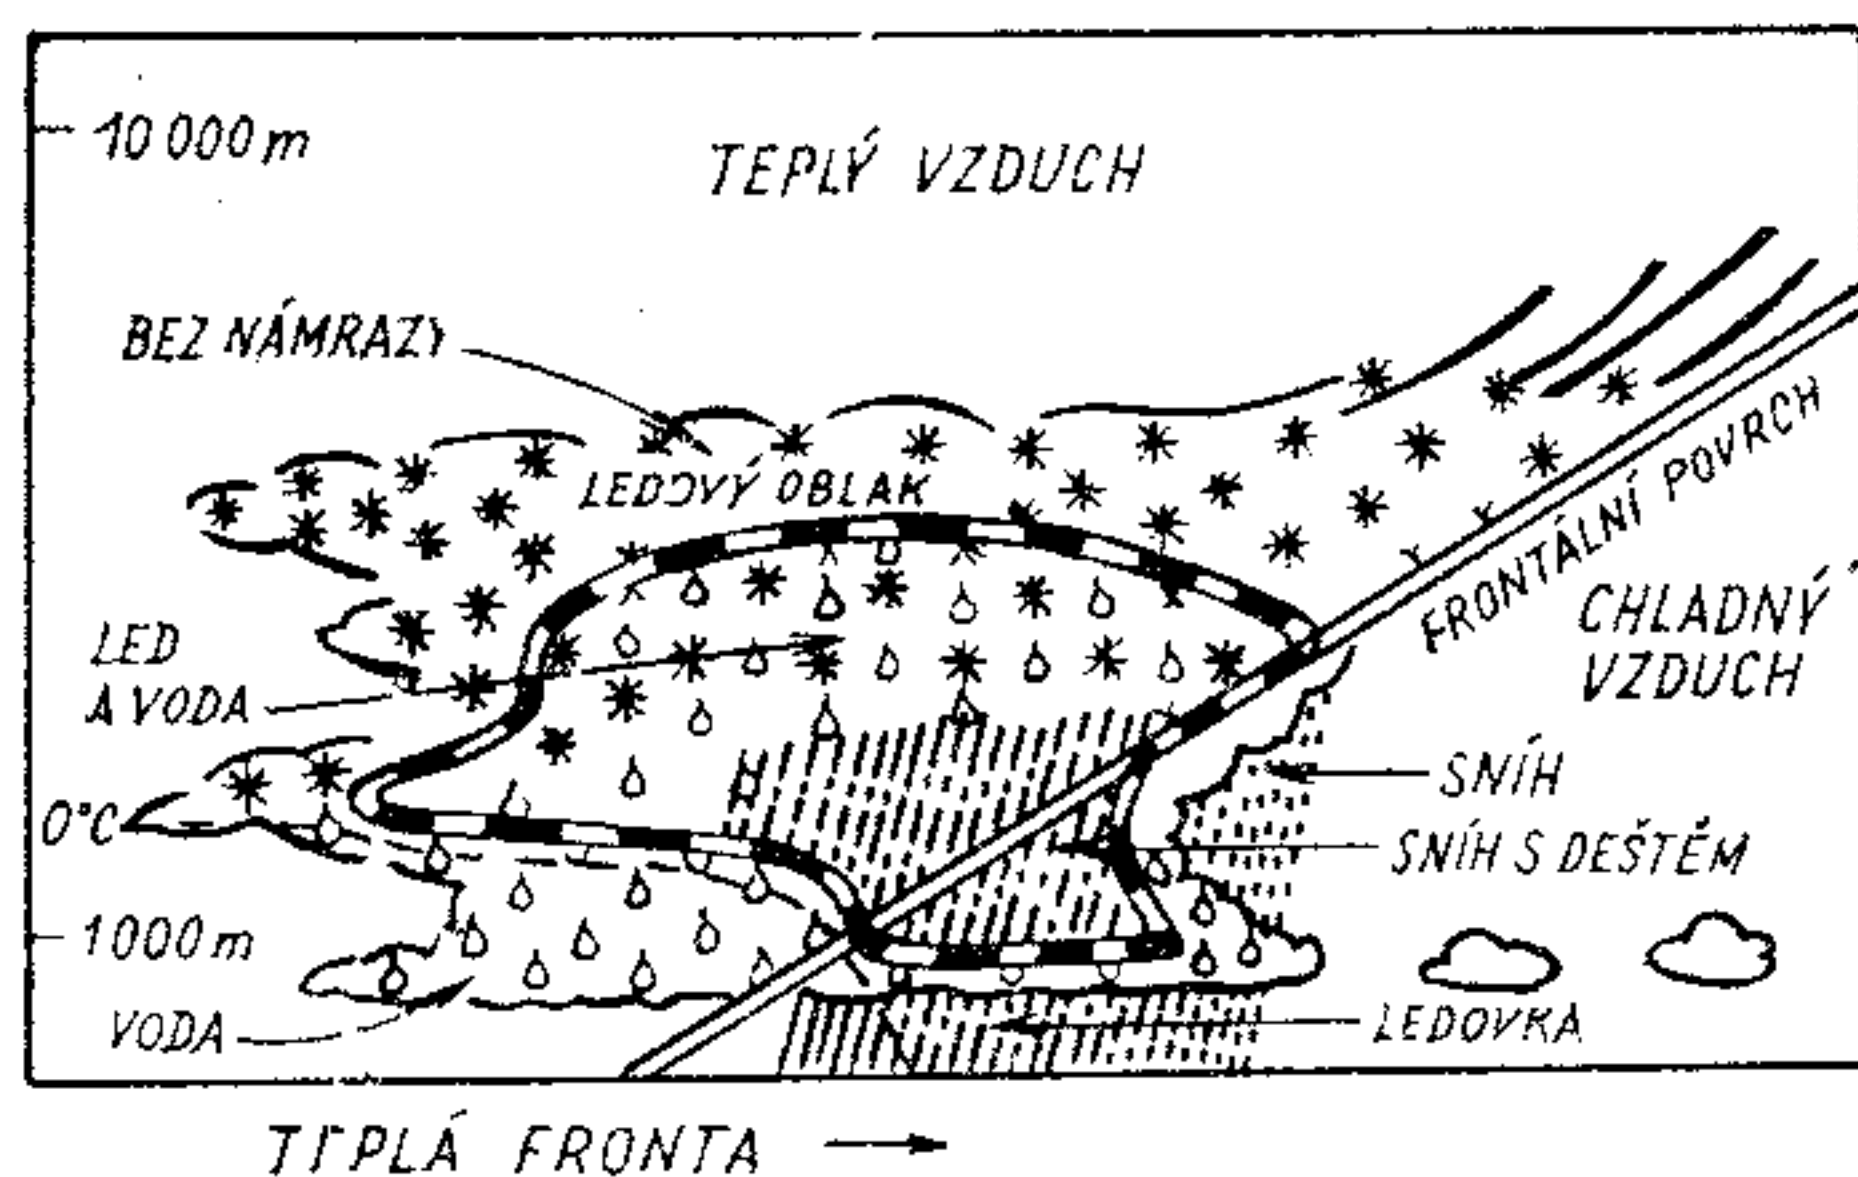 10 000 m
TEPLÝ VZDUCH
BEZ NÁMRAZY
LEDOVÝ OBLAK
FRONTÁLNÍ POVRCH
CHLADNÝ
VZDUCH
LED
A VODA
SNÍH
0°C
SNÍH S DEŠTĚM
1000 m
VODA
LEDOVKA
TEPLÁ FRONTA